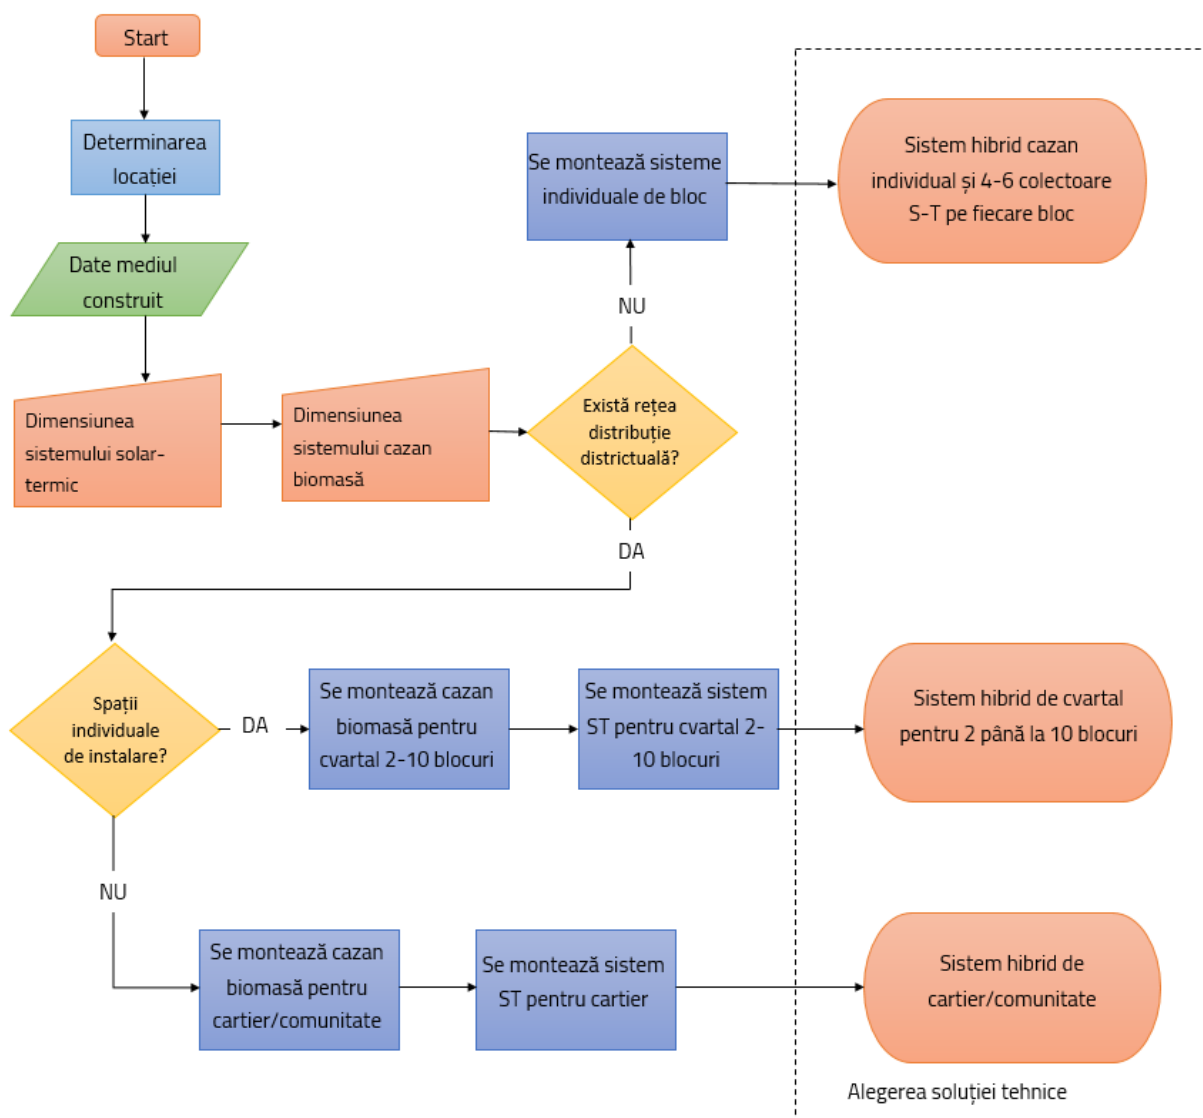 Start
Determinarea
locației
Date mediul
construit
Dimensiunea
sistemului solar-
termic
Dimensiunea
sistemului cazan
biomasă
Există rețea
distribuție
districtuală?
NU
Se montează sisteme
individuale de bloc
Sistem hibrid cazan
individual și 4-6 colectoare
S-T pe fiecare bloc
DA
Spații
individuale
de instalare?
DA
Se montează cazan
biomasă pentru
cvartal 2-10 blocuri
Se montează sistem
ST pentru cvartal 2-
10 blocuri
Sistem hibrid de cvartal
pentru 2 până la 10 blocuri
NU
Se montează cazan
biomasă pentru
cartier/comunitate
Se montează sistem
ST pentru cartier
Sistem hibrid de
cartier/comunitate
Alegerea soluției tehnice